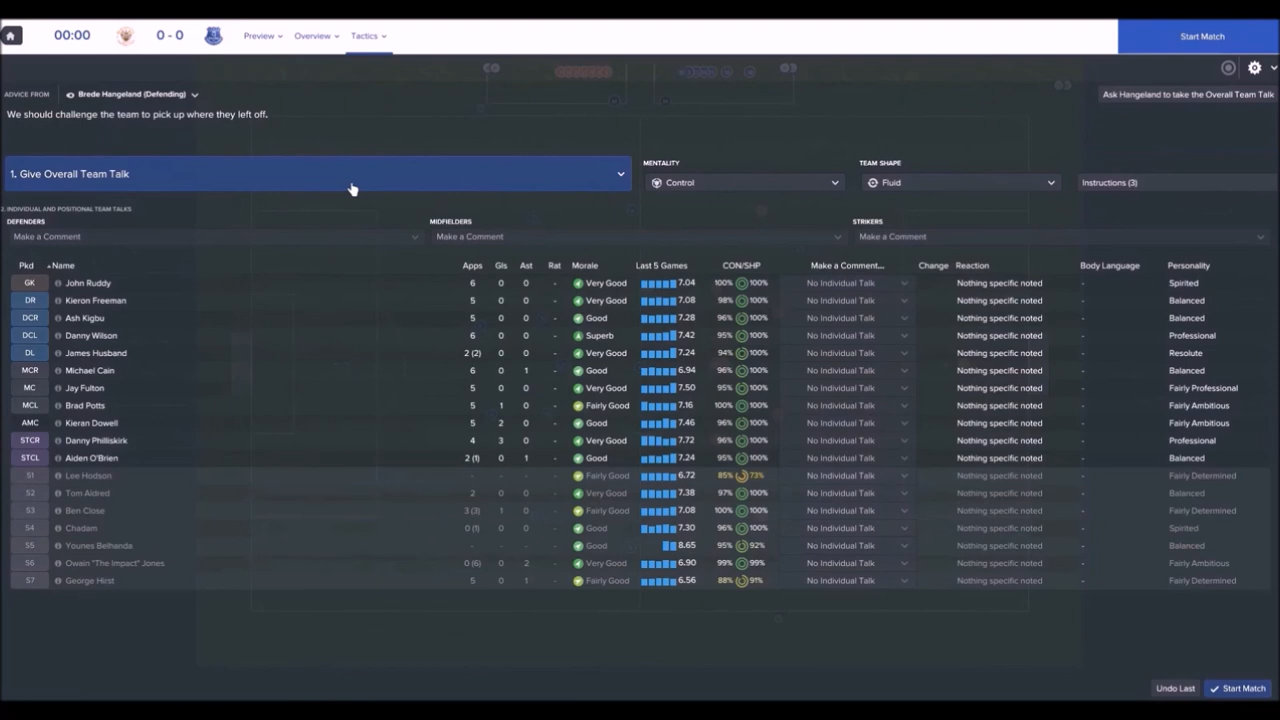 00:00 0 - 0 Preview Overview Tactics Start Match
ADVICE FROM Brede Hangeland (Defending) Ask Hangeland to take the Overall Team Talk
We should challenge the team to pick up where they left off.
1. Give Overall Team Talk
MENTALITY TEAM SHAPE
Control Fluid Instructions (3)
2. INDIVIDUAL AND POSITIONAL TEAM TALKS
DEFENDERS MIDFIELDERS STRIKERS
Make a Comment Make a Comment Make a Comment
Pkd Name Apps Gls Ast Rat Morale Last 5 Games CON/SHP Make a Comment... Change Reaction Body Language Personality
GK John Ruddy 6 0 0 - Very Good 7.04 100% 100% No Individual Talk Nothing specific noted - Spirited
DR Kieron Freeman 5 0 0 - Very Good 7.08 98% 100% No Individual Talk Nothing specific noted - Balanced
DCR Ash Kigbu 5 0 0 - Good 7.28 96% 100% No Individual Talk Nothing specific noted - Balanced
DCL Danny Wilson 6 0 0 - Superb 7.42 95% 100% No Individual Talk Nothing specific noted - Professional
DL James Husband 2 (2) 0 0 - Very Good 7.24 94% 100% No Individual Talk Nothing specific noted - Resolute
MCR Michael Cain 6 0 1 - Good 6.94 96% 100% No Individual Talk Nothing specific noted - Balanced
MC Jay Fulton 5 0 0 - Very Good 7.50 95% 100% No Individual Talk Nothing specific noted - Fairly Professional
MCL Brad Potts 5 1 0 - Fairly Good 7.16 100% 100% No Individual Talk Nothing specific noted - Fairly Ambitious
AMC Kieran Dowell 5 2 0 - Good 7.46 96% 100% No Individual Talk Nothing specific noted - Fairly Ambitious
STCR Danny Philliskirk 4 3 0 - Very Good 7.72 96% 100% No Individual Talk Nothing specific noted - Professional
STCL Aiden O'Brien 2 (1) 0 1 - Good 7.24 95% 100% No Individual Talk Nothing specific noted - Balanced
S1 Lee Hodson - - - - Fairly Good 6.72 85% 73% No Individual Talk Nothing specific noted - Fairly Determined
S2 Tom Aldred 2 0 0 - Very Good 7.38 97% 100% No Individual Talk Nothing specific noted - Balanced
S3 Ben Close 3 (3) 1 0 - Fairly Good 7.08 100% 100% No Individual Talk Nothing specific noted - Fairly Determined
S4 Chadam 0 (1) 0 0 - Good 7.30 96% 100% No Individual Talk Nothing specific noted - Spirited
S5 Younes Belhanda - - - - Good 8.65 95% 92% No Individual Talk Nothing specific noted - Balanced
S6 Owain "The Impact" Jones 0 (6) 0 2 - Very Good 6.90 99% 99% No Individual Talk Nothing specific noted - Fairly Ambitious
S7 George Hirst 5 0 1 - Fairly Good 6.56 88% 91% No Individual Talk Nothing specific noted - Fairly Determined
Undo Last Start Match